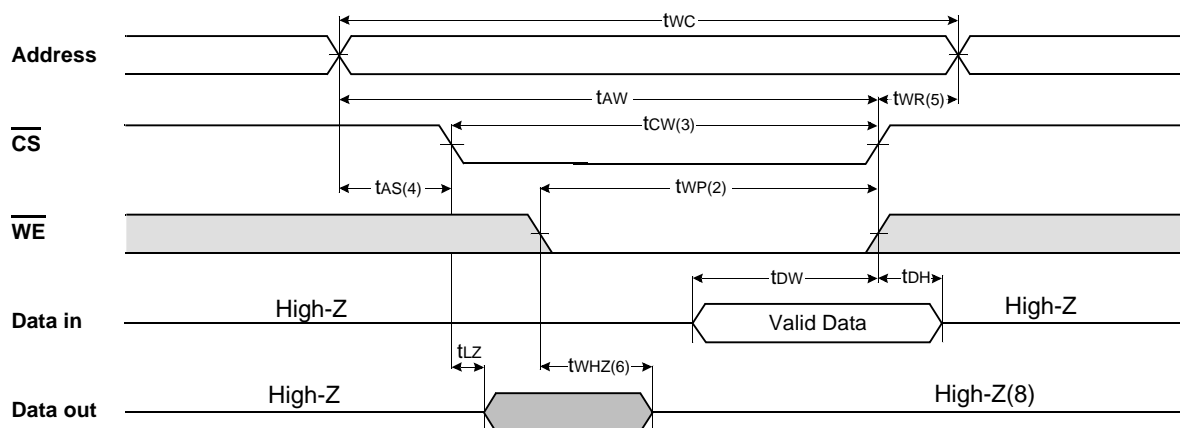 tWC
Address
tAW
tWR(5)
CS
tCW(3)
tAS(4)
tWP(2)
WE
tDW
tDH
Data in
High-Z
Valid Data
High-Z
tLZ
tWHZ(6)
Data out
High-Z
High-Z(8)